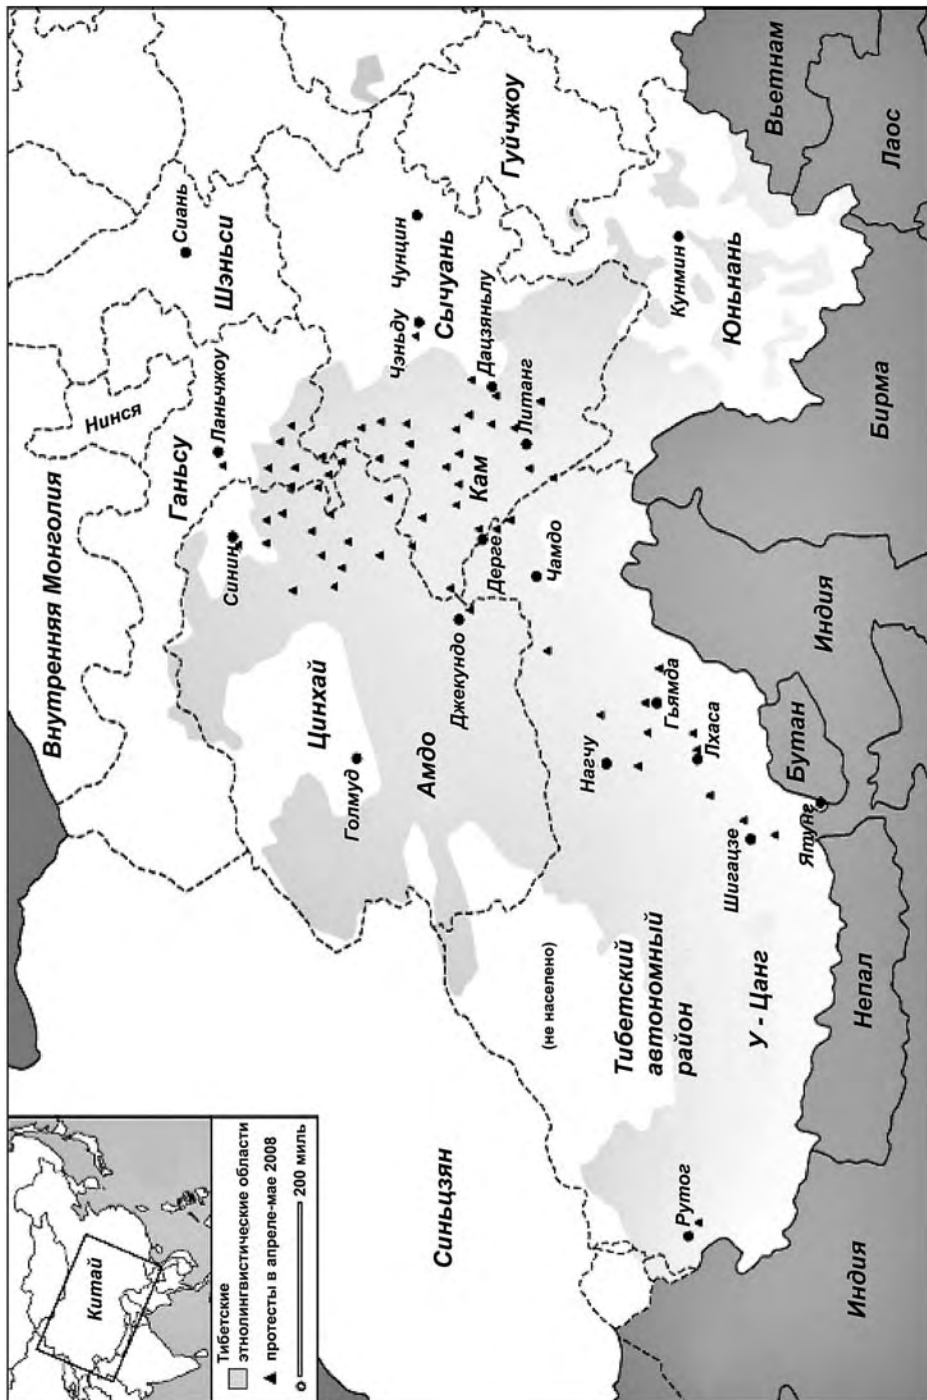 Китай
Тибетские
этнолингвистические области
протесты в апреле-мае 2008
200 миль
Внутренняя Монголия
Нинся
Ганьсу
Ланьчжоу
Сиань
Шэньси
Синин
Цинхай
Голмуд
Синьцзян
Амдо
Джекундо
Чэньду
Чунцин
Сычуань
Дацзяньлу
Литанг
Кам
Дерге
Чамдо
Гуйчжоу
(не населено)
Тибетский
автономный
район
Нагчу
Гьямда
Лхаса
Шигацзе
Ятунг
У - Цанг
Рутог
Кунмин
Юньнань
Вьетнам
Лаос
Бирма
Индия
Бутан
Непал
Индия